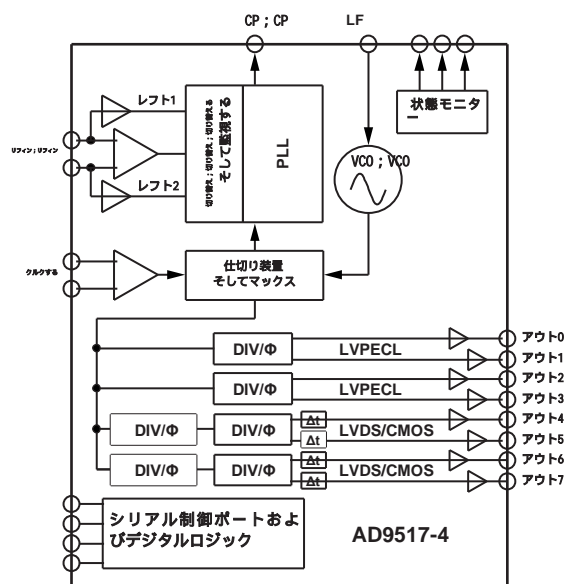 CP ; CP
LF
レフト1
リフィン ; リフィン
レフト2
切り替え ; 切り替え ; 切り替える
そして監視する
PLL
状態モニタ
ー
VCO ; VCO
クルクする
仕切り装置
そしてマックス
DIV/Φ
LVPECL
アウト0
アウト1
DIV/Φ
LVPECL
アウト2
アウト3
DIV/Φ
DIV/Φ
Δt
Δt
LVDS/CMOS
アウト4
アウト5
DIV/Φ
DIV/Φ
Δt
Δt
LVDS/CMOS
アウト6
アウト7
シリアル制御ポートおよ
びデジタルロジック
AD9517-4